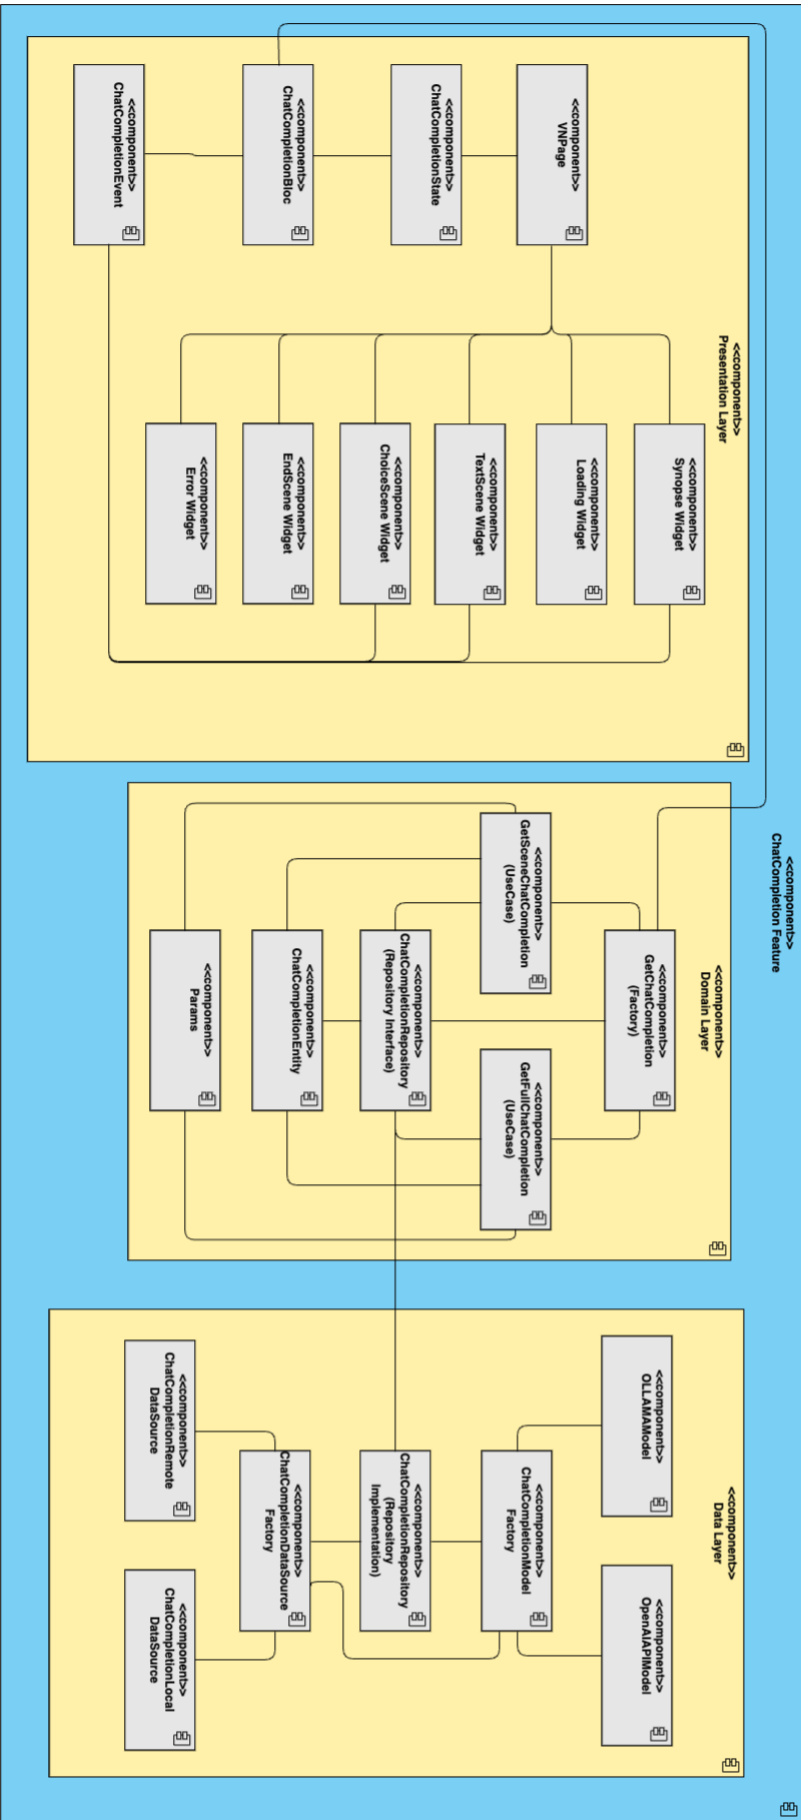 <<component>>
ChatCompletion Feature
<<component>>
Presentation Layer
<<component>>
VNPage
<<component>>
ChatCompletionState
<<component>>
ChatCompletionBloc
<<component>>
ChatCompletionEvent
<<component>>
Synopse Widget
<<component>>
Loading Widget
<<component>>
TextScene Widget
<<component>>
ChoiceScene Widget
<<component>>
EndScene Widget
<<component>>
Error Widget
<<component>>
Domain Layer
<<component>>
GetChatCompletion
(Factory)
<<component>>
GetSceneChatCompletion
(UseCase)
<<component>>
GetFullChatCompletion
(UseCase)
<<component>>
ChatCompletionRepository
(Repository Interface)
<<component>>
ChatCompletionEntity
<<component>>
Params
<<component>>
Data Layer
<<component>>
OLLAMAModel
<<component>>
OpenAIAPIModel
<<component>>
ChatCompletionModel
Factory
<<component>>
ChatCompletionRepository
(Repository
Implementation)
<<component>>
ChatCompletionDataSource
Factory
<<component>>
ChatCompletionRemote
DataSource
<<component>>
ChatCompletionLocal
DataSource